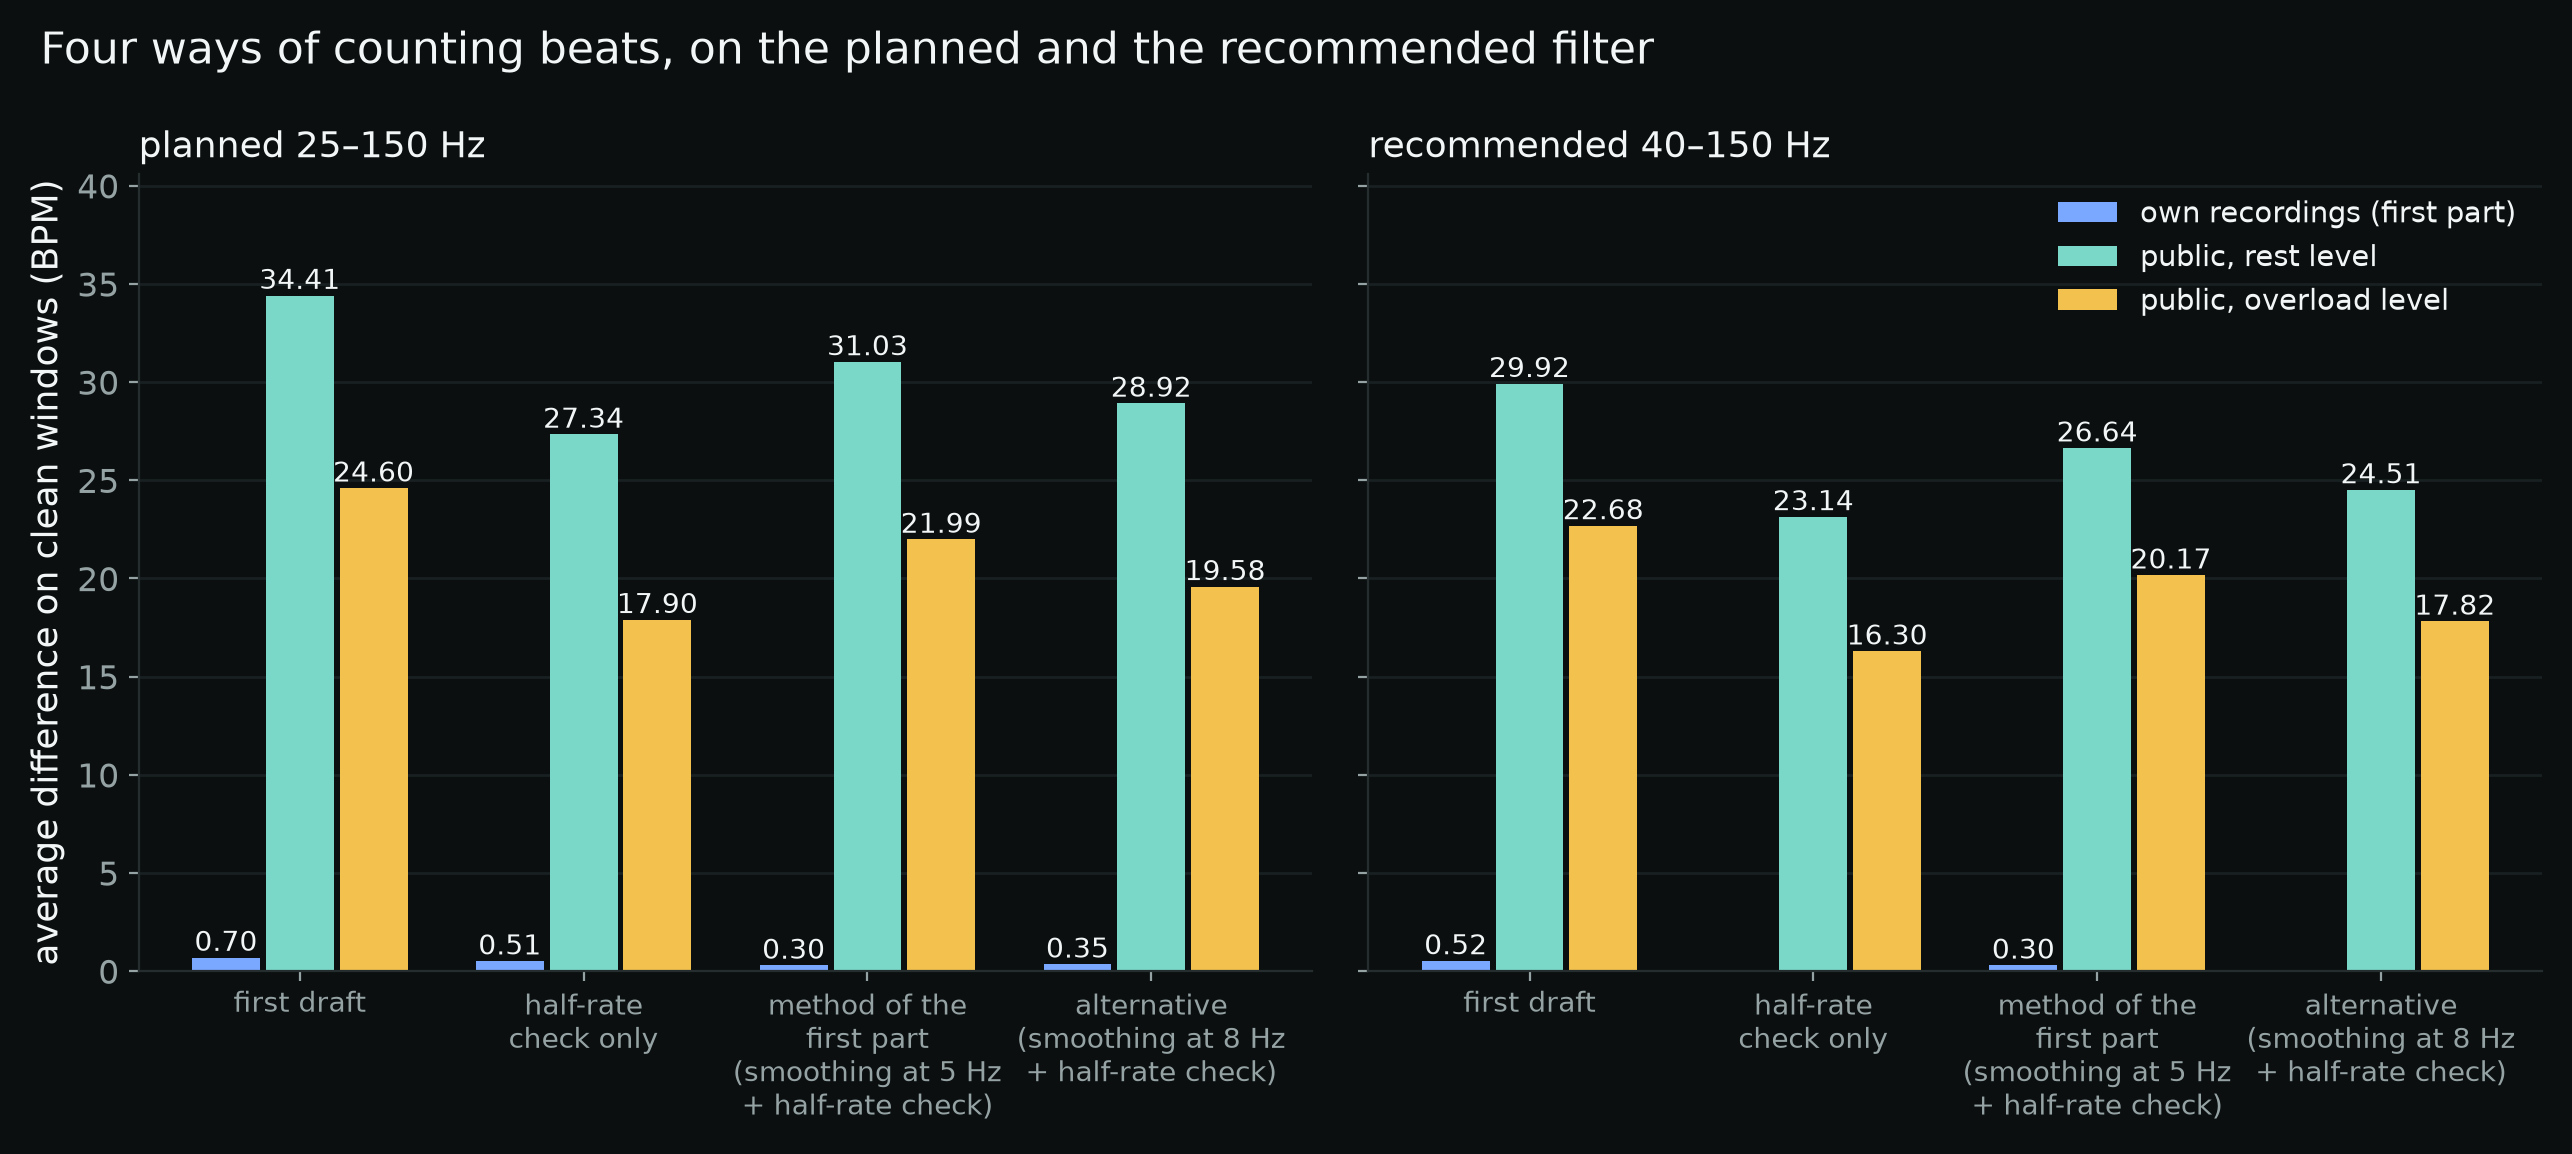 Four ways of counting beats, on the planned and the recommended filter
planned 25–150 Hz
average difference on clean windows (BPM)
40
35
30
25
20
15
10
5
0
34.41
24.60
0.70
27.34
17.90
0.51
31.03
21.99
0.30
28.92
19.58
0.35
first draft
half-rate
check only
method of the
first part
(smoothing at 5 Hz
+ half-rate check)
alternative
(smoothing at 8 Hz
+ half-rate check)
recommended 40–150 Hz
own recordings (first part)
public, rest level
public, overload level
29.92
22.68
0.52
23.14
16.30
26.64
20.17
0.30
24.51
17.82
first draft
half-rate
check only
method of the
first part
(smoothing at 5 Hz
+ half-rate check)
alternative
(smoothing at 8 Hz
+ half-rate check)